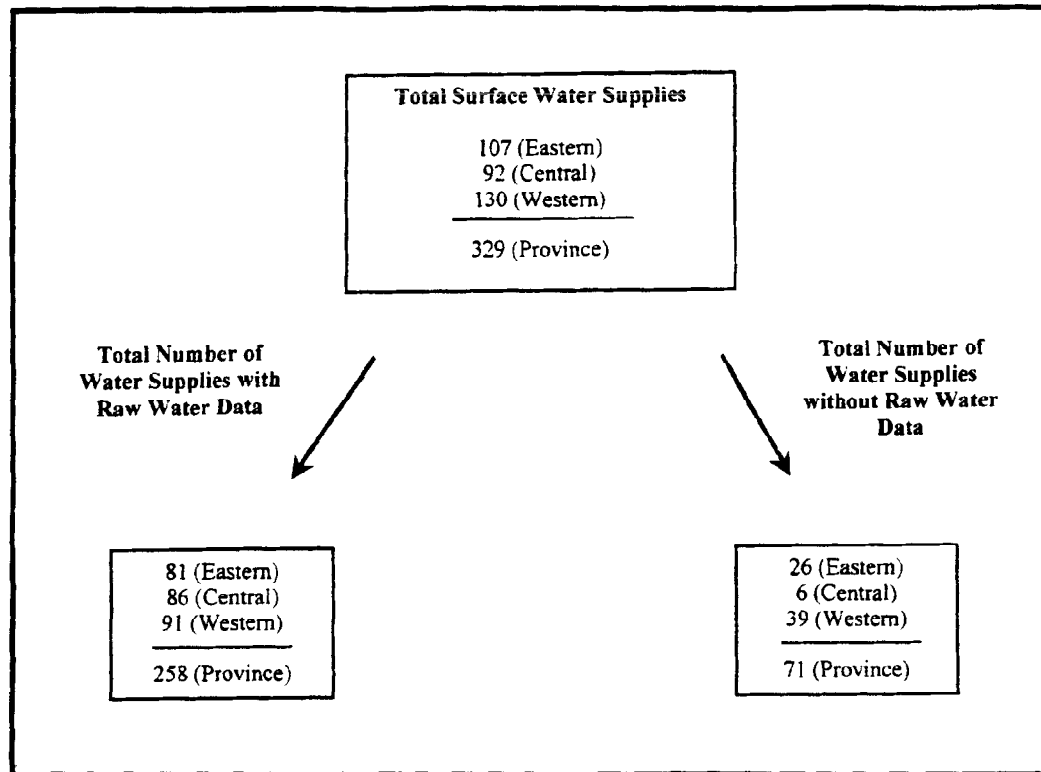 Total Surface Water Supplies
107 (Eastern)
92 (Central)
130 (Western)
329 (Province)
Total Number of
Water Supplies with
Raw Water Data
Total Number of
Water Supplies
without Raw Water
Data
81 (Eastern)
86 (Central)
91 (Western)
258 (Province)
26 (Eastern)
6 (Central)
39 (Western)
71 (Province)